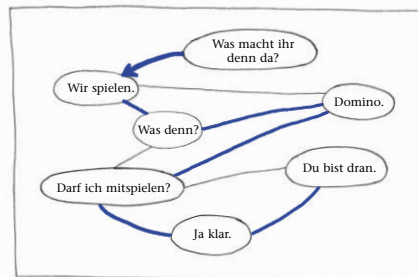 Was macht ihr
denn da?
Wir spielen.
Domino.
Was denn?
Du bist dran.
Darf ich mitspielen?
Ja klar.